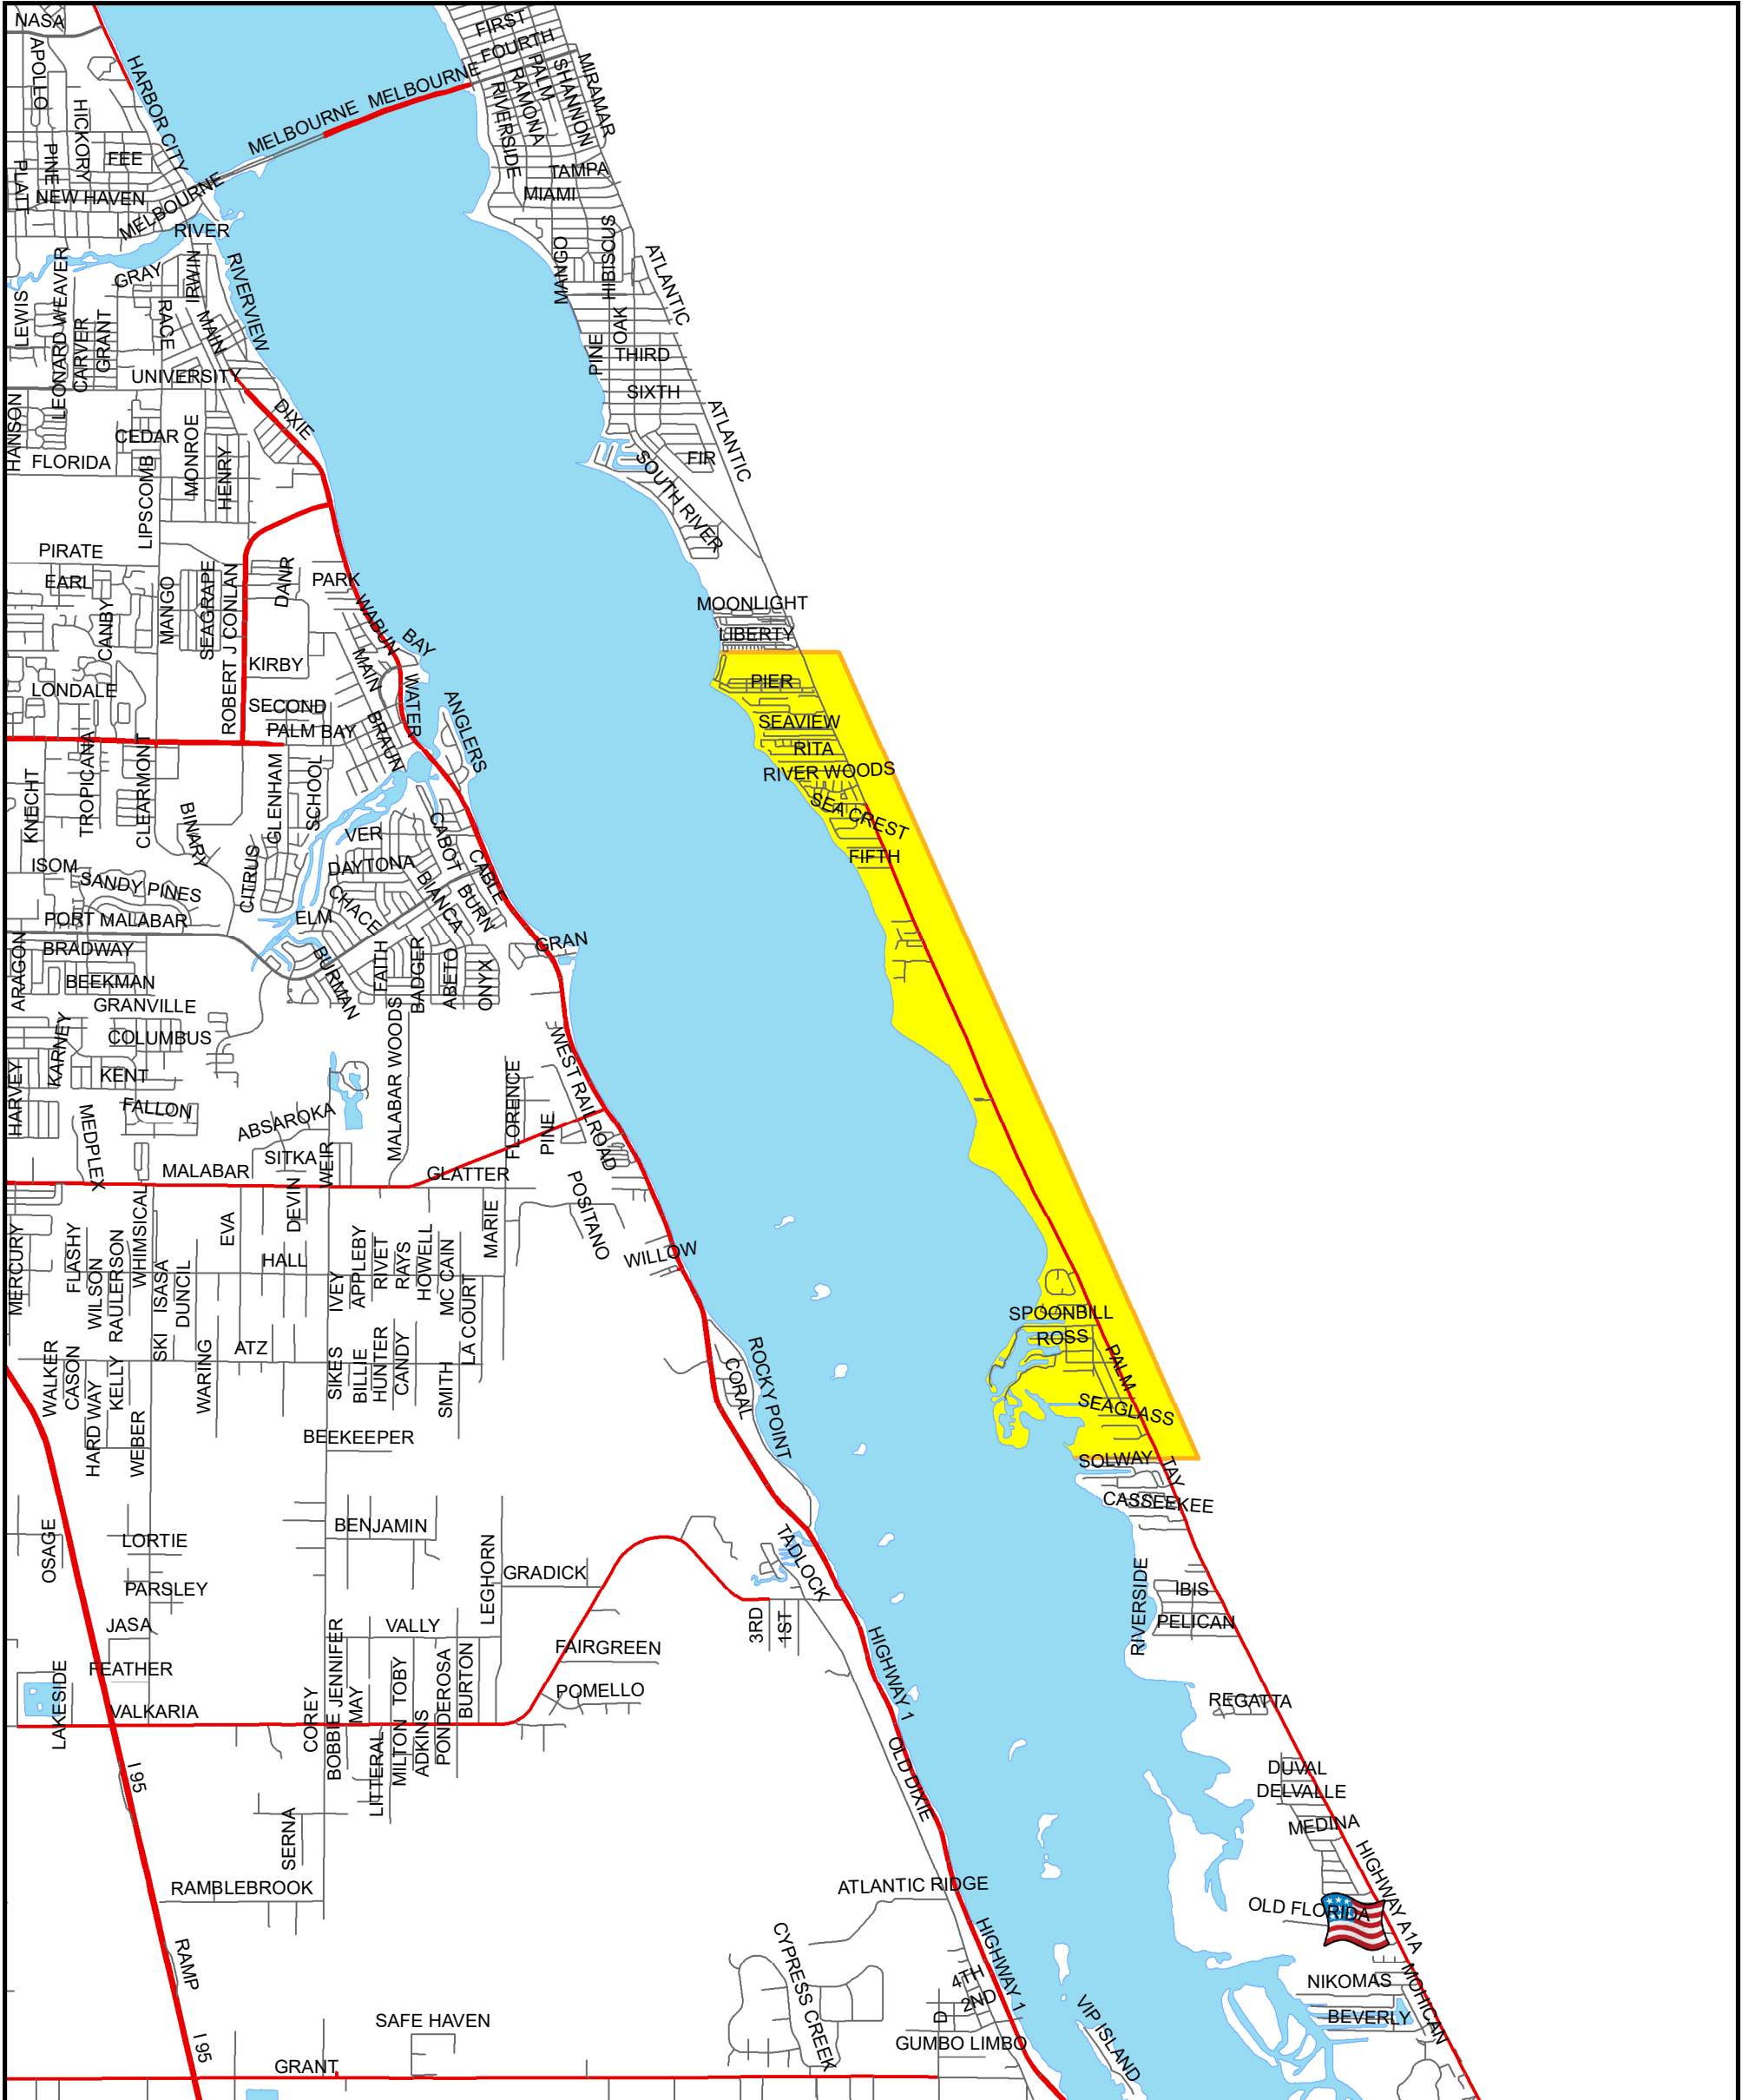 NASA
APOLLO
HARBOR CITY
FIRST
FOURTH
MIRAMAR
SHANNON
PALM
RAMONA
RIVERSIDE
MELBOURNE
MELBOURNE
HICKORY
PINE
PLATT
FEE
NEW HAVEN
MELBOURNE
TAMPA
MIAMI
RIVER
MANGO
HIBISCUS
ATLANTIC
GRAY
IRWIN
RIVERVIEW
LEWIS
LEONARD WEAVER
CARVER
GRANT
RACE
MAIN
OAK
PINE
THIRD
UNIVERSITY
SIXTH
DIXIE
ATLANTIC
HANSON
CEDAR
MONROE
FLORIDA
HENRY
LIPSCOMB
FIR
SOUTH RIVER
PIRATE
EARL
CANBY
MANGO
SEAGRAPE
ROBERT J CONLAN
DANR
PARK
WABUN
BAY
MOONLIGHT
LIBERTY
KIRBY
MAIN
LONDALE
WATER
PIER
SECOND
PALM BAY
BRAUN
ANGLERS
SEAVIEW
RITA
RIVER WOODS
KNECHT
TROPICANA
CLEARMONT
GLENHAM
SCHOOL
BINARY
SEA CREST
VER
CABOT
FIFTH
ISOM
SANDY PINES
CITRUS
DAYTONA
CABLE
CHACE
BIANCA
BURN
PORT MALABAR
ELM
GRAN
BRADWAY
ARAGON
BEEKMAN
BURMAN
FAITH
BADGER
ABETO
ONYX
GRANVILLE
KARNEY
COLUMBUS
MALABAR WOODS
WEST RAILROAD
KENT
HARVEY
FALLON
FLORENCE
MEDPLEX
ABSAROKA
PINE
SITKA
WEIR
MALABAR
GLATTER
WHIMSICAL
DEVIN
POSITANO
EVA
MARIE
MERCURY
FLASHY
WILSON
RAULERSON
ISASA
DUNCIL
HALL
IVEY
APPLEBY
RIVET
RAYS
HOWELL
MC CAIN
LA COURT
WILLOW
SPOONBILL
ROSS
SKI
ATZ
WALKER
CASON
HARD WAY
KELLY
WARING
SIKES
BILLIE
HUNTER
CANDY
SMITH
CORAL
ROCKY POINT
PALM
SEAGLASS
WEBER
BEEKEEPER
SOLWAY
TAY
CASSEEKEE
OSAGE
LORTIE
BENJAMIN
TADLOCK
LEGHORN
GRADICK
PARSLEY
RIVERSIDE
IBIS
PELICAN
JASA
VALLY
3RD
1ST
FEATHER
FAIRGREEN
HIGHWAY 1
LAKESIDE
VALKARIA
COREY
BOBBIE JENNIFER
MAY
LITTERAL
MILTON
TOBY
ADKINS
PONDEROSA
BURTON
POMELLO
REGATTA
I 95
OLD DIXIE
DUVAL
DELVALLE
SERNA
MEDINA
HIGHWAY A1A
RAMBLEBROOK
ATLANTIC RIDGE
OLD FLORIDA
RAMP
CYPRESS CREEK
HIGHWAY 1
MOHICAN
4TH
2ND
NIKOMAS
D
SAFE HAVEN
VIP ISLAND
BEVERLY
I 95
GUMBO LIMBO
GRANT